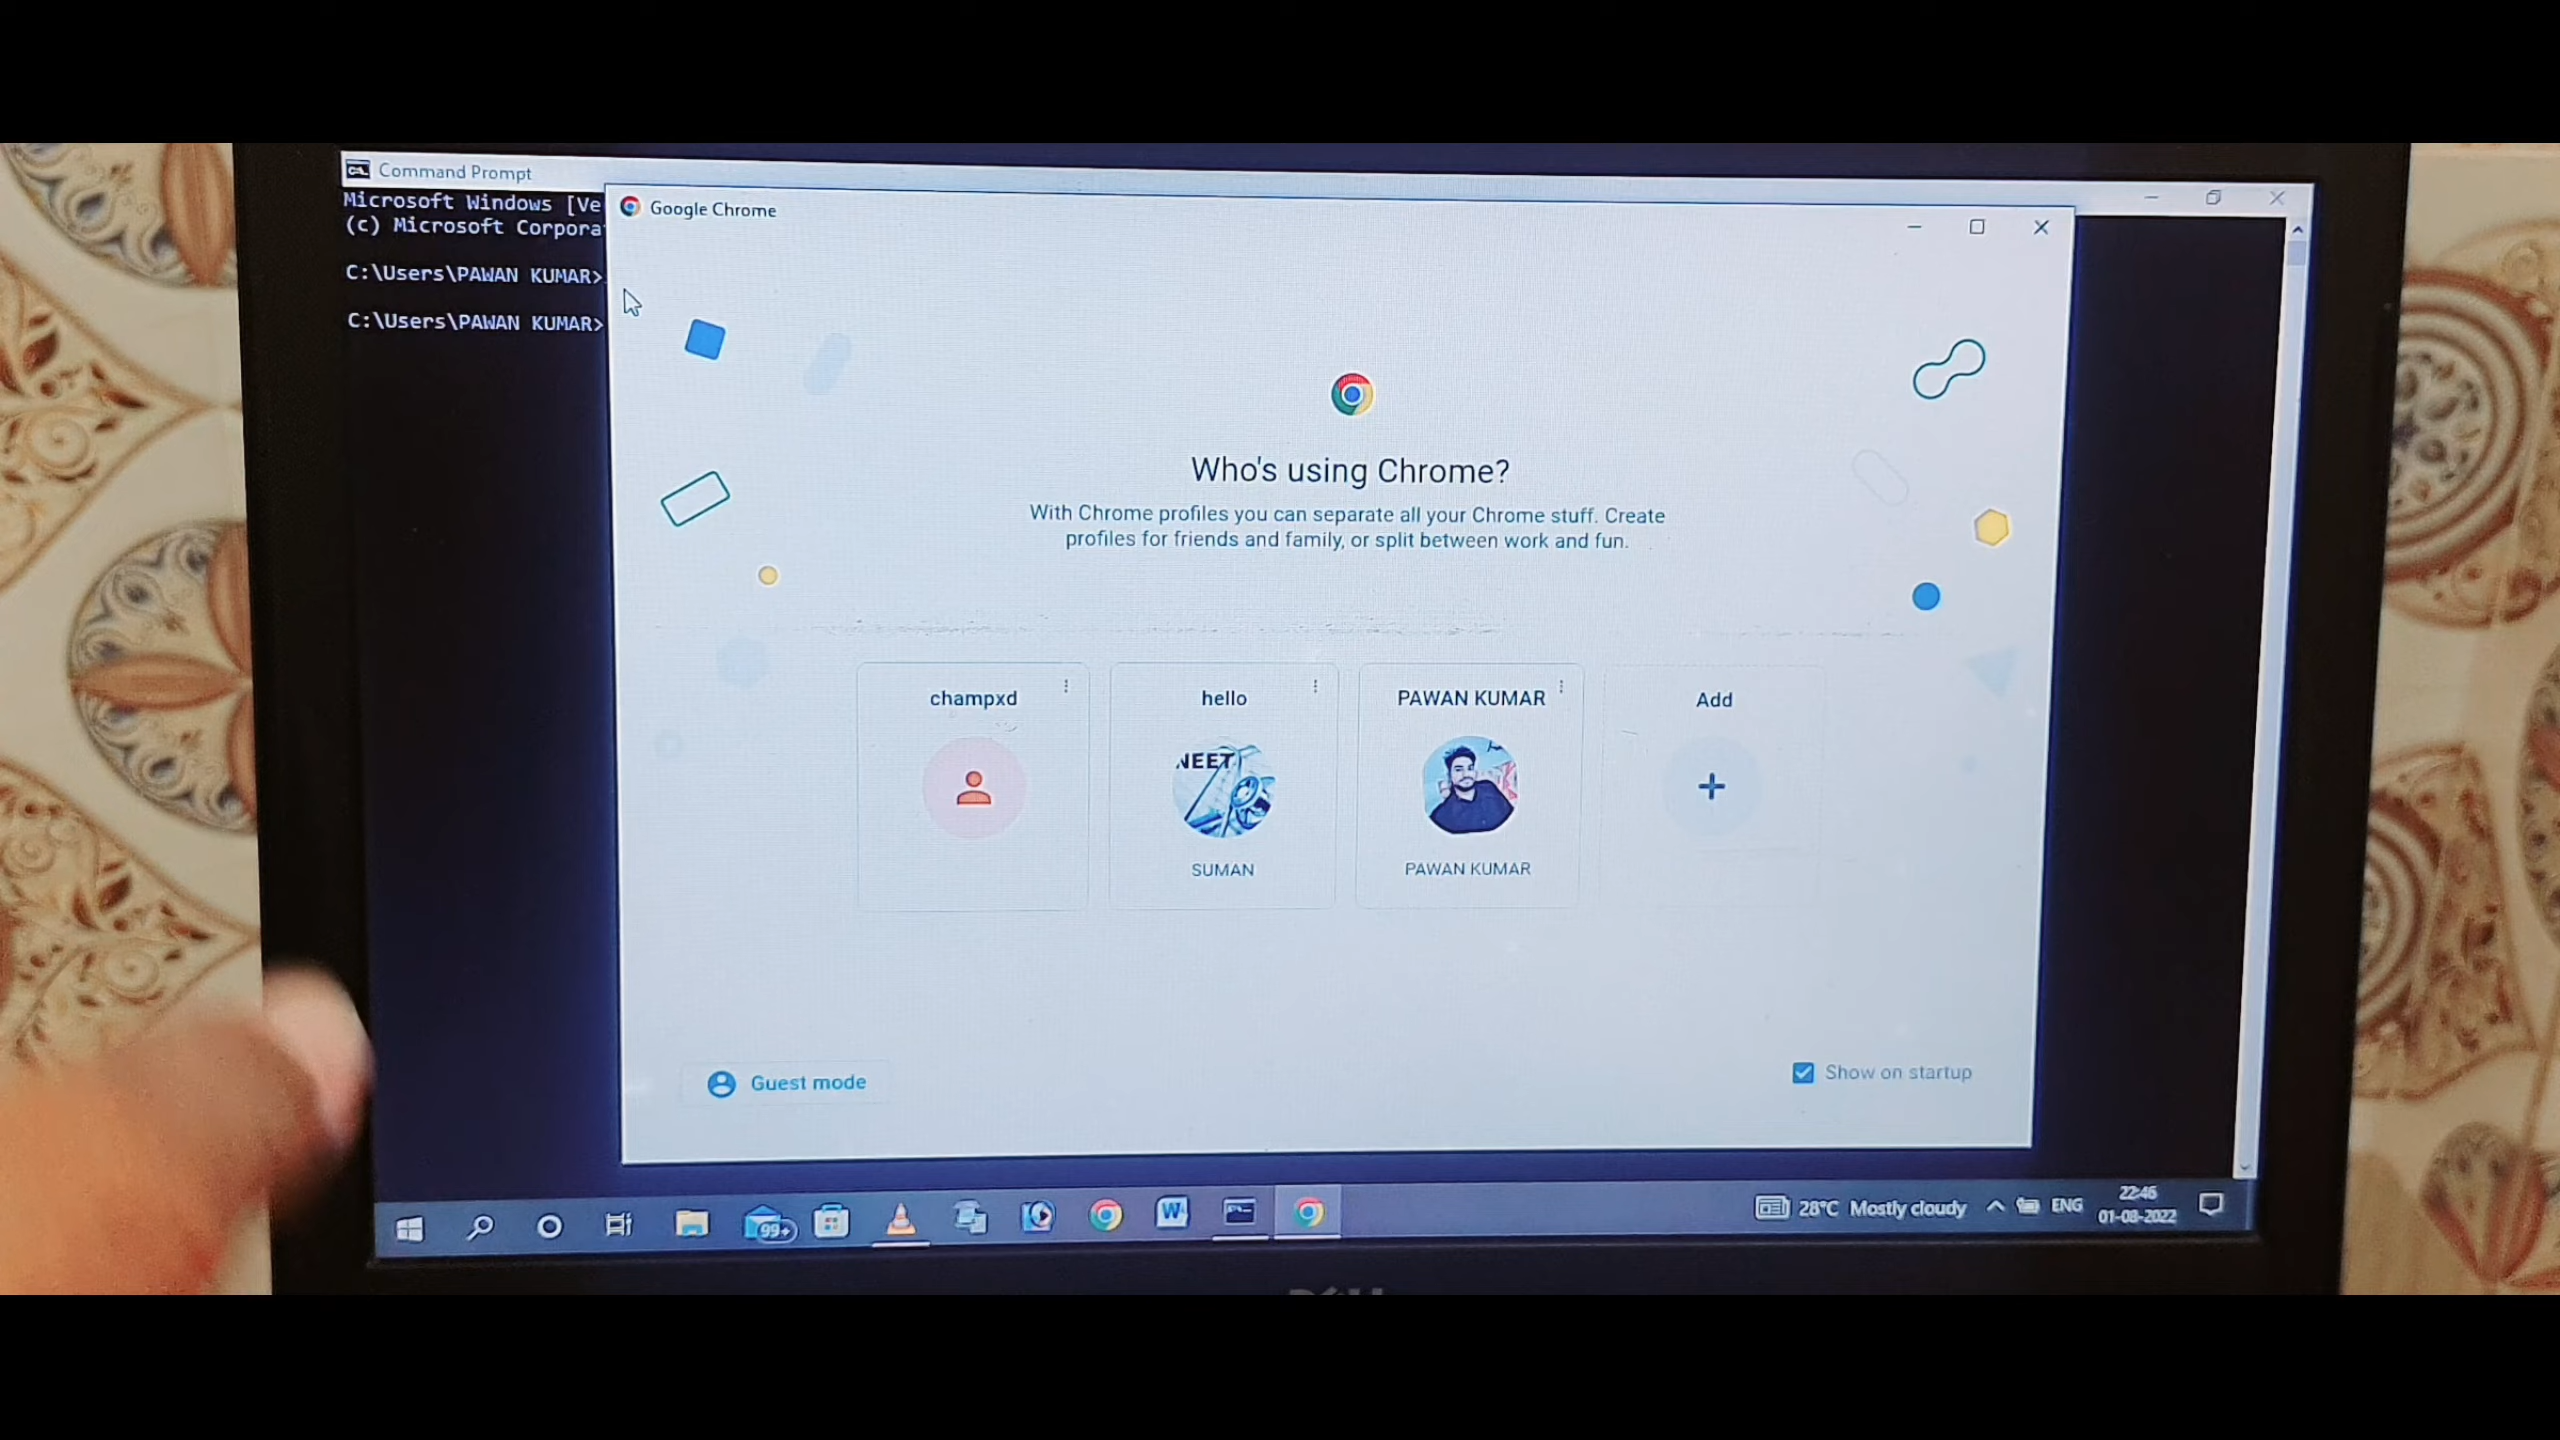 Command Prompt
Microsoft Windows [Ve
(c) Microsoft Corpora
C:\Users\PAWAN KUMAR>
C:\Users\PAWAN KUMAR>
Google Chrome
Who's using Chrome?
With Chrome profiles you can separate all your Chrome stuff. Create
profiles for friends and family, or split between work and fun.
champxd
hello
PAWAN KUMAR
Add
NEET
SUMAN
PAWAN KUMAR
Guest mode
Show on startup
99+
W
28°C Mostly cloudy
ENG
22:46
01-08-2022